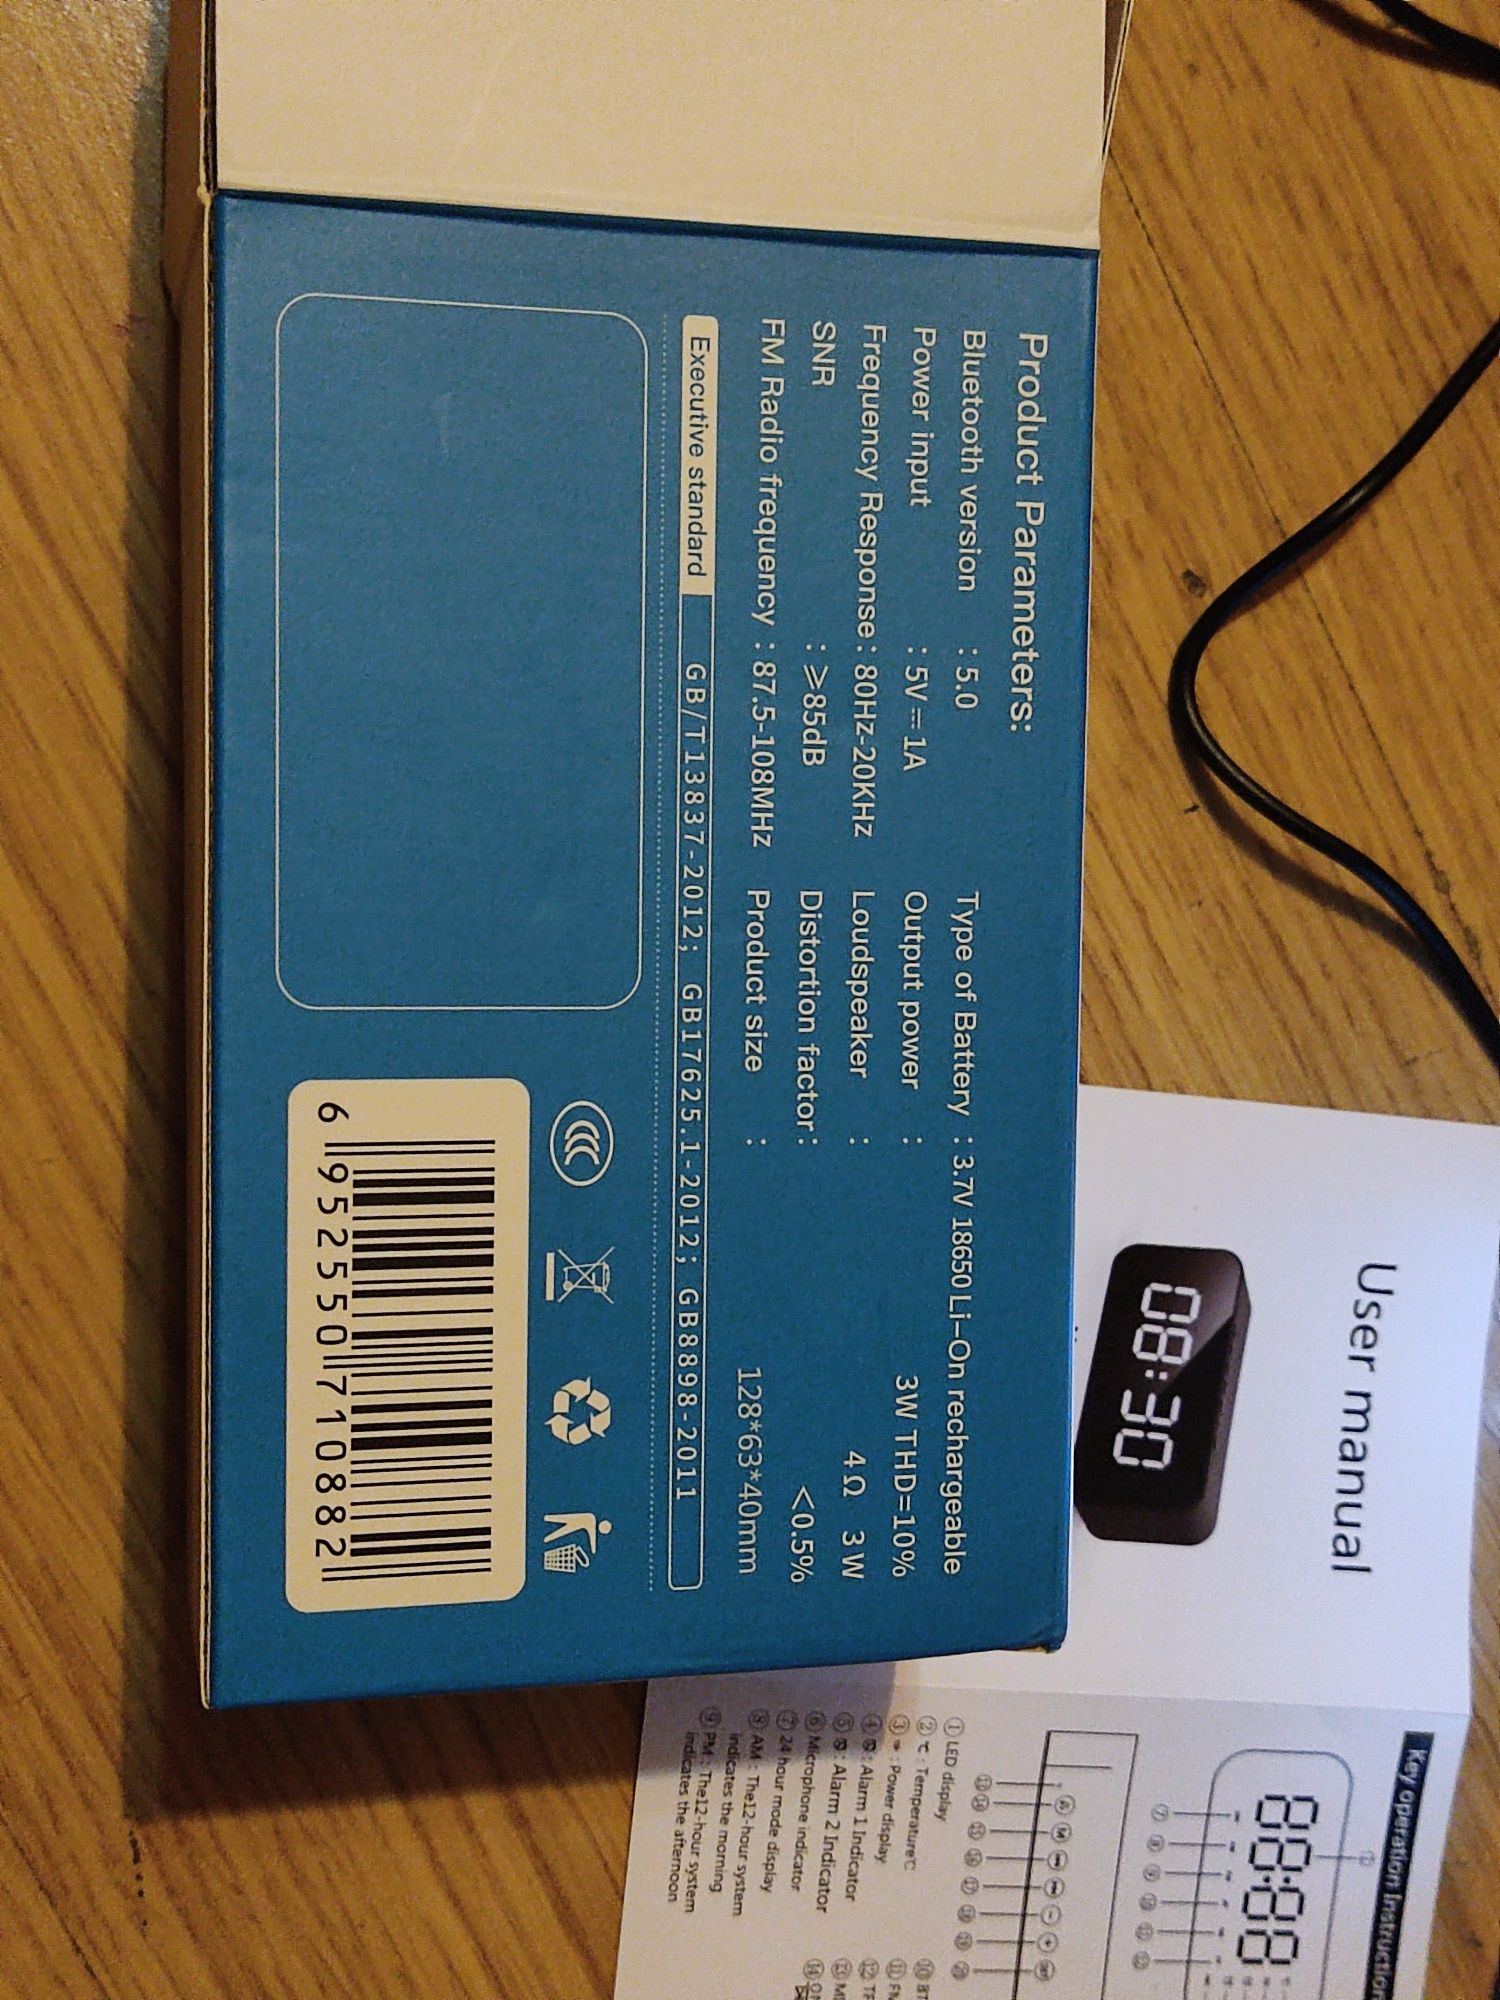 Product Parameters:
Bluetooth version : 5.0
Power input : 5V⎓1A
Frequency Response : 80Hz-20KHz
SNR : ≥85dB
FM Radio frequency : 87.5-108MHz
Type of Battery : 3.7V 18650 Li-On rechargeable
Output power : 3W THD=10%
Loudspeaker : 4Ω 3W
Distortion factor : <0.5%
Product size : 128*63*40mm
Executive standard GB/T13837-2012; GB17625.1-2012; GB8898-2011
6 952550 710882
User manual
08:30
Key operation Instruction
88:88
① LED display
② ℃ : Temperature℃
③ : Power display
④ : Alarm 1 Indicator
⑤ : Alarm 2 Indicator
⑥ Microphone indicator
⑦ 24 hour mode display
⑧ AM : The12-hour system
indicates the morning
⑨ PM : The12-hour system
indicates the afternoon